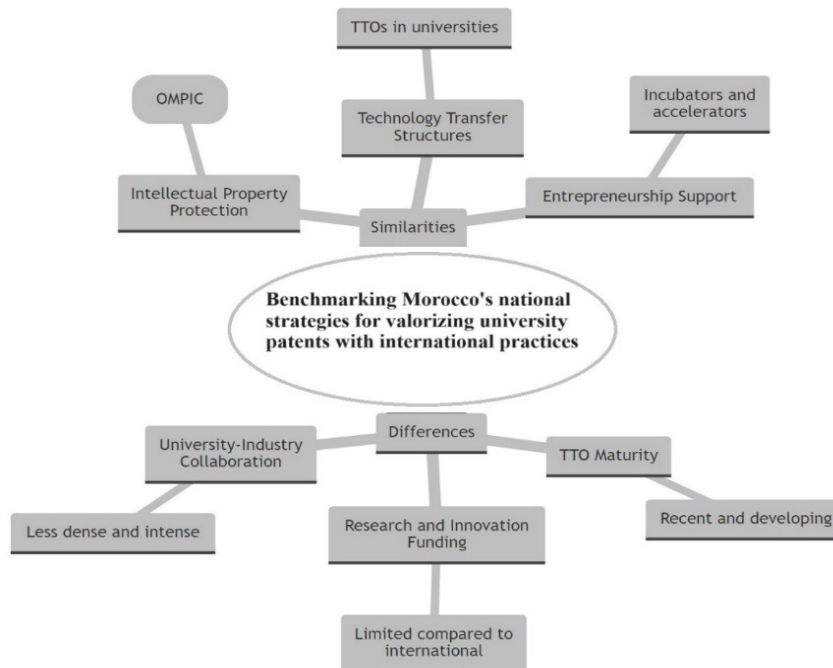 TTOs in universities
OMPIC
Incubators and
accelerators
Technology Transfer
Structures
Intellectual Property
Protection
Entrepreneurship Support
Similarities
Benchmarking Morocco's national
strategies for valorizing university
patents with international practices
Differences
University-Industry
Collaboration
TTO Maturity
Less dense and intense
Research and Innovation
Funding
Recent and developing
Limited compared to
international